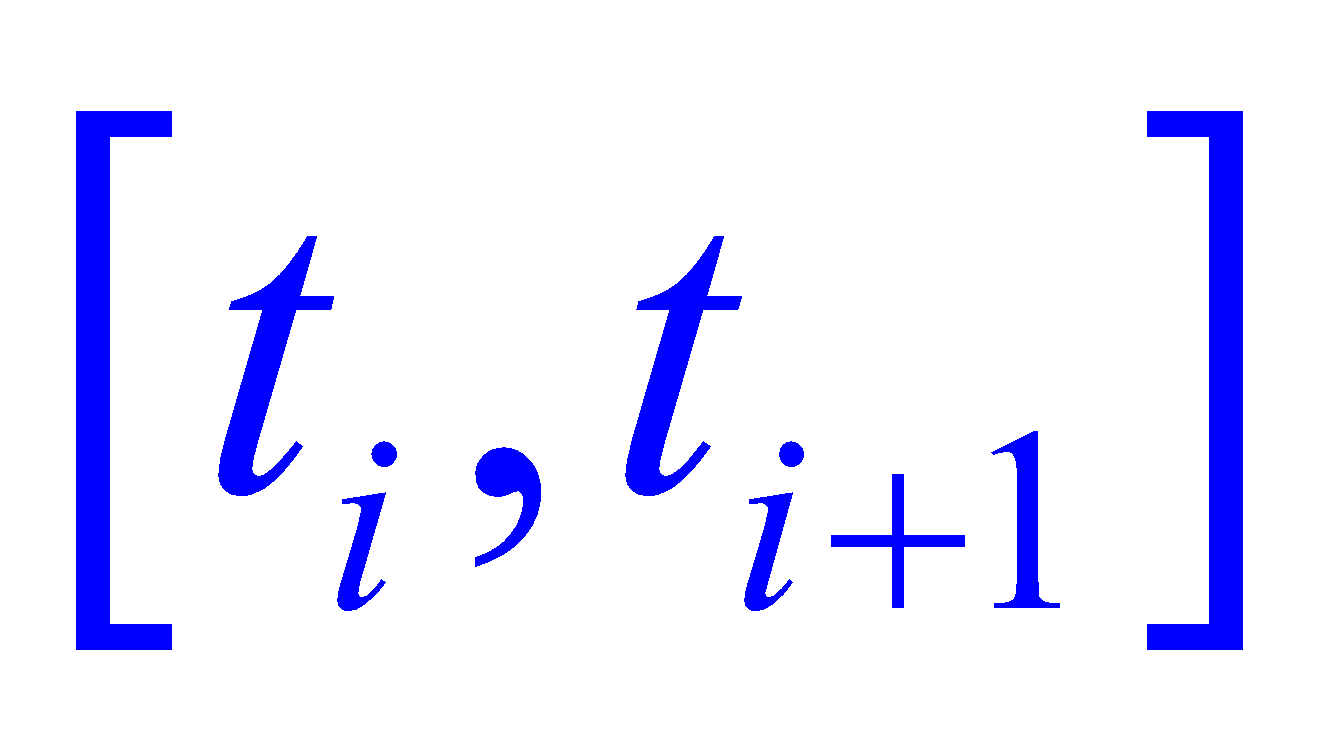 [t_i, t_{i+1}]